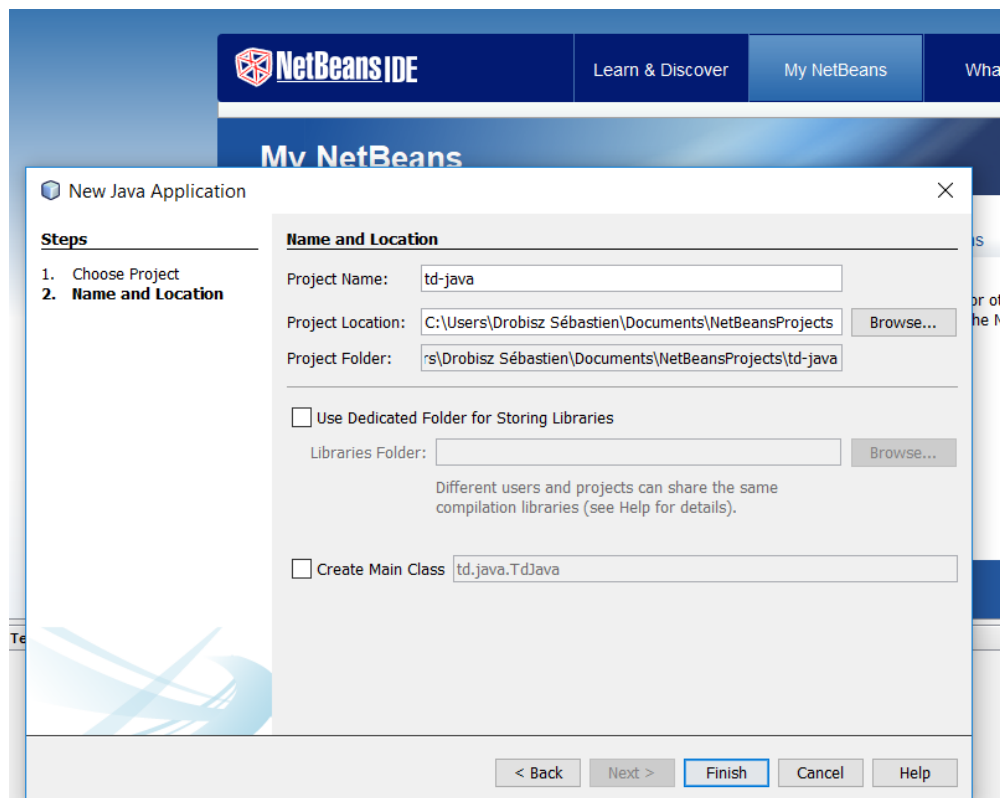 NetBeans IDE
Learn & Discover
My NetBeans
My NetBeans
New Java Application
Steps
1. Choose Project
2. Name and Location
Name and Location
Project Name: td-java
Project Location: C:\Users\Drobisz Sébastien\Documents\NetBeansProjects Browse...
Project Folder: rs\Drobisz Sébastien\Documents\NetBeansProjects\td-java
Use Dedicated Folder for Storing Libraries
Libraries Folder: Browse...
Different users and projects can share the same
compilation libraries (see Help for details).
Create Main Class td.java.TdJava
< Back Next > Finish Cancel Help